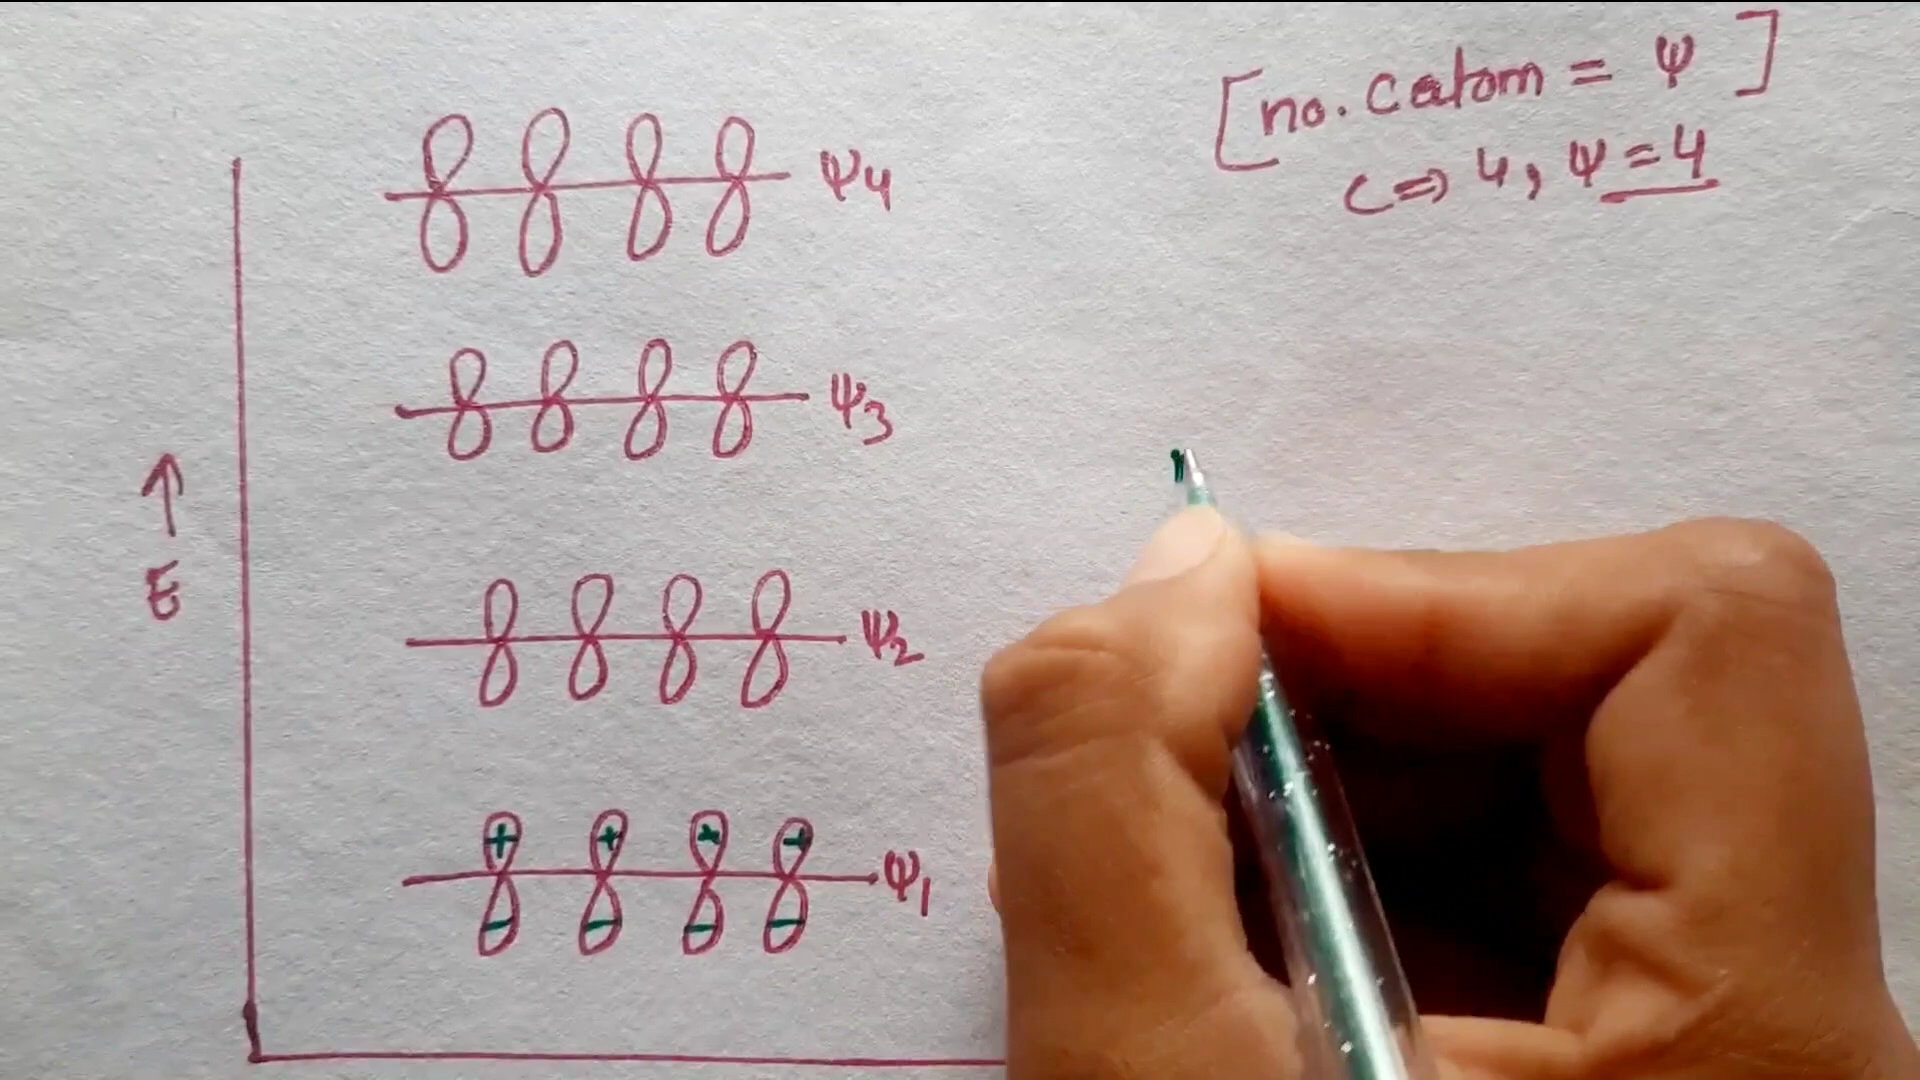 [no. C atom = Ψ]
C ⇒ 4, Ψ = 4
Ψ4
Ψ3
↑
E
Ψ2
+ + + +
Ψ1
- - - -